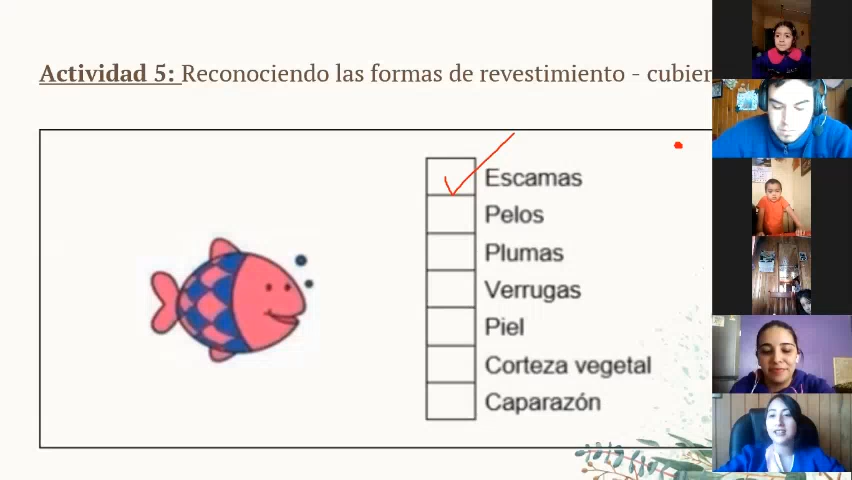 Actividad 5: Reconociendo las formas de revestimiento - cubier
Escamas
Pelos
Plumas
Verrugas
Piel
Corteza vegetal
Caparazón